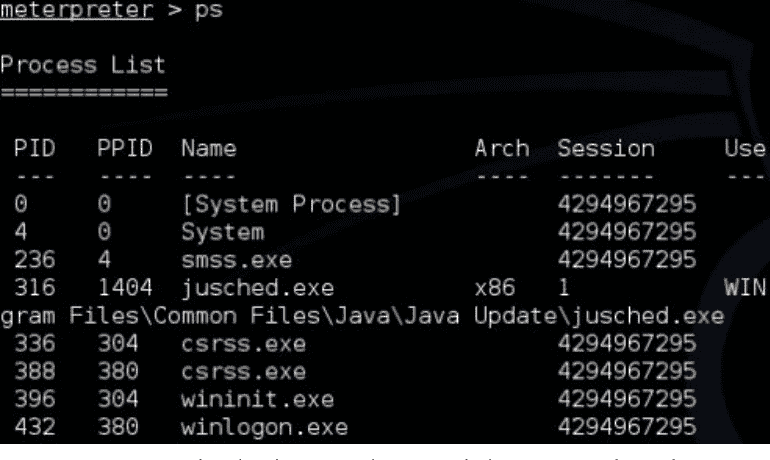 meterpreter > ps
Process List
============
PID PPID Name Arch Session Use
--- ---- ---- ---- ------- ---
0 0 [System Process] 4294967295
4 0 System 4294967295
236 4 smss.exe 4294967295
316 1404 jusched.exe x86 1 WIN
gram Files\Common Files\Java\Java Update\jusched.exe
336 304 csrss.exe 4294967295
388 380 csrss.exe 4294967295
396 304 wininit.exe 4294967295
432 380 winlogon.exe 4294967295